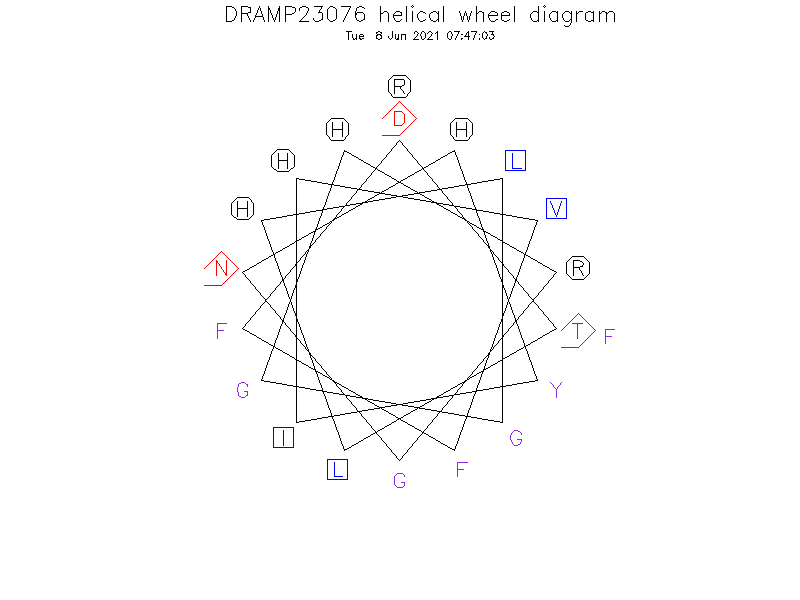 DRAMP23076 helical wheel diagram
Tue 8 Jun 2021 07:47:03
R
D
H H
H L
H V
N R
F T F
G Y
I G
L F
G